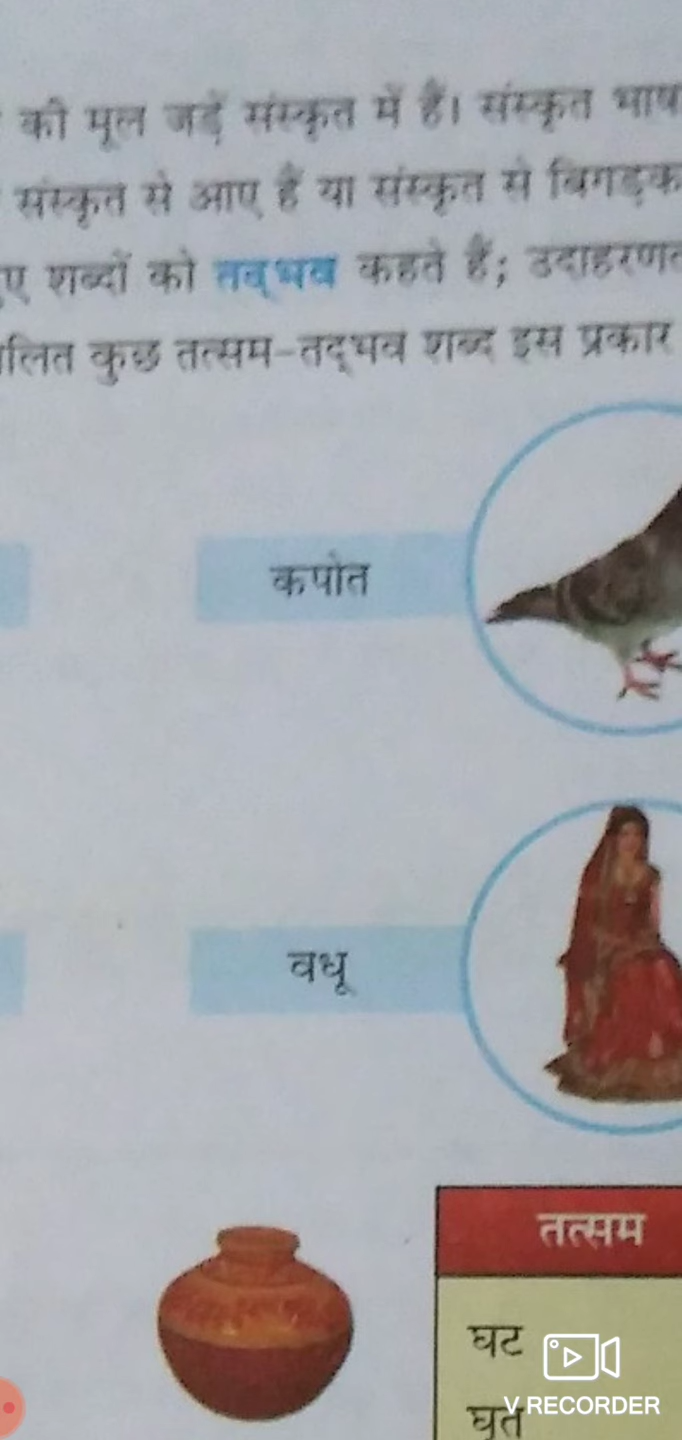 की मूल जड़ें संस्कृत में हैं। संस्कृत भाष
संस्कृत से आए हैं या संस्कृत से बिगड़क
ुए शब्दों को तद्भव कहते हैं; उदाहरणत
लित कुछ तत्सम-तद्भव शब्द इस प्रकार
कपोत
वधू
तत्सम
घट
घृत
V RECORDER